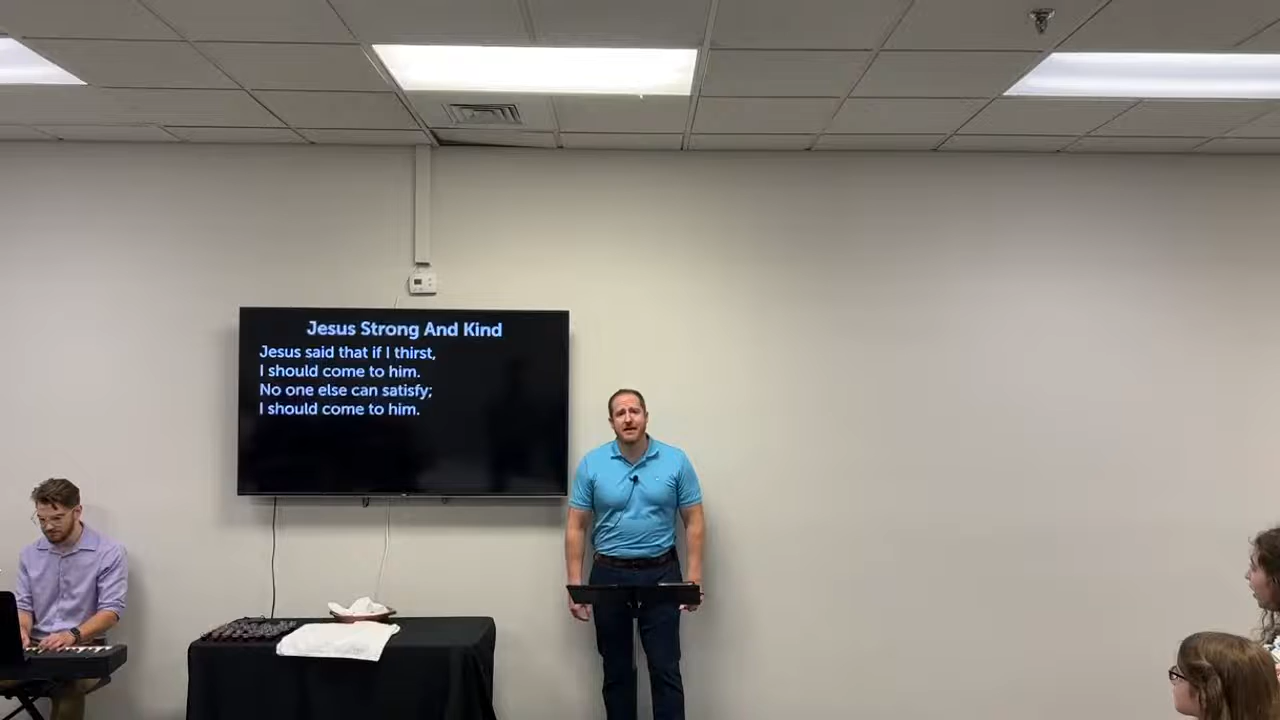 Jesus Strong And Kind
Jesus said that if I thirst,
I should come to him.
No one else can satisfy;
I should come to him.